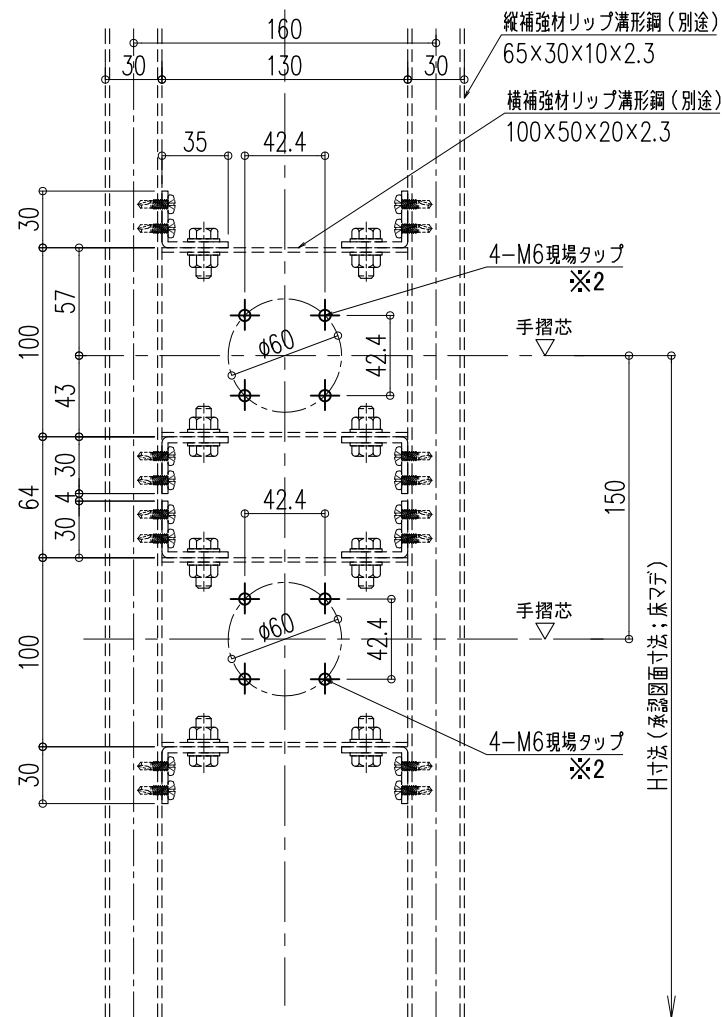 縦補強材リップ溝形鋼(別途)
65×30×10×2.3
160
30
130
30
横補強材リップ溝形鋼(別途)
100×50×20×2.3
35
42.4
30
4-M6現場タップ
※2
57
100
手摺芯
φ60
42.4
43
30
64
4
42.4
150
30
手摺芯
φ60
42.4
100
H寸法(承認図面寸法;床マデ)
4-M6現場タップ
※2
30